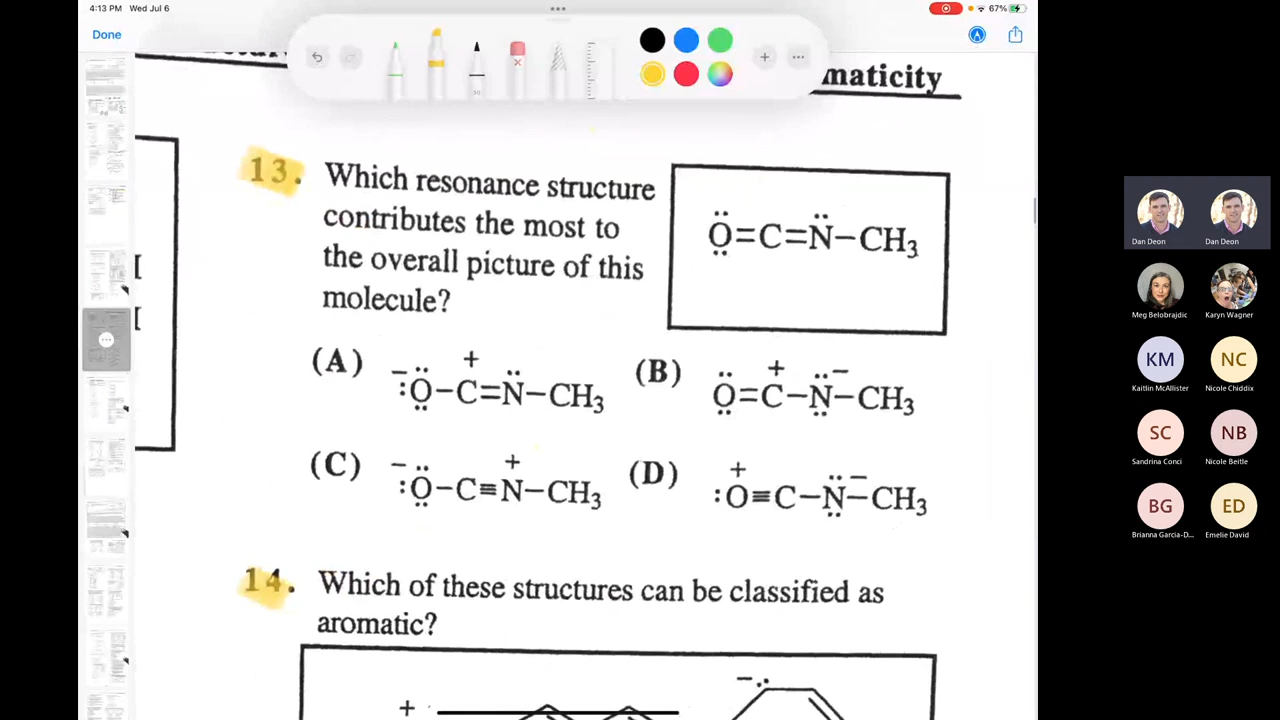 4:13 PM Wed Jul 6
67%
Done
maticity
13. Which resonance structure
contributes the most to
the overall picture of this
molecule?
Ö=C=N̈–CH3
(A) (B)
– + + –
:Ö–C=N̈–CH3 Ö=C–N̈–CH3
(C) (D)
– + + –
:Ö–C≡N–CH3 :O≡C–N̈–CH3
14. Which of these structures can be classified as
aromatic?
+ –
Dan Deon Dan Deon
Meg Belobrajdic Karyn Wagner
KM NC
Kaitlin McAllister Nicole Chiddix
SC NB
Sandrina Conci Nicole Beitle
BG ED
Brianna Garcia-D... Emelie David